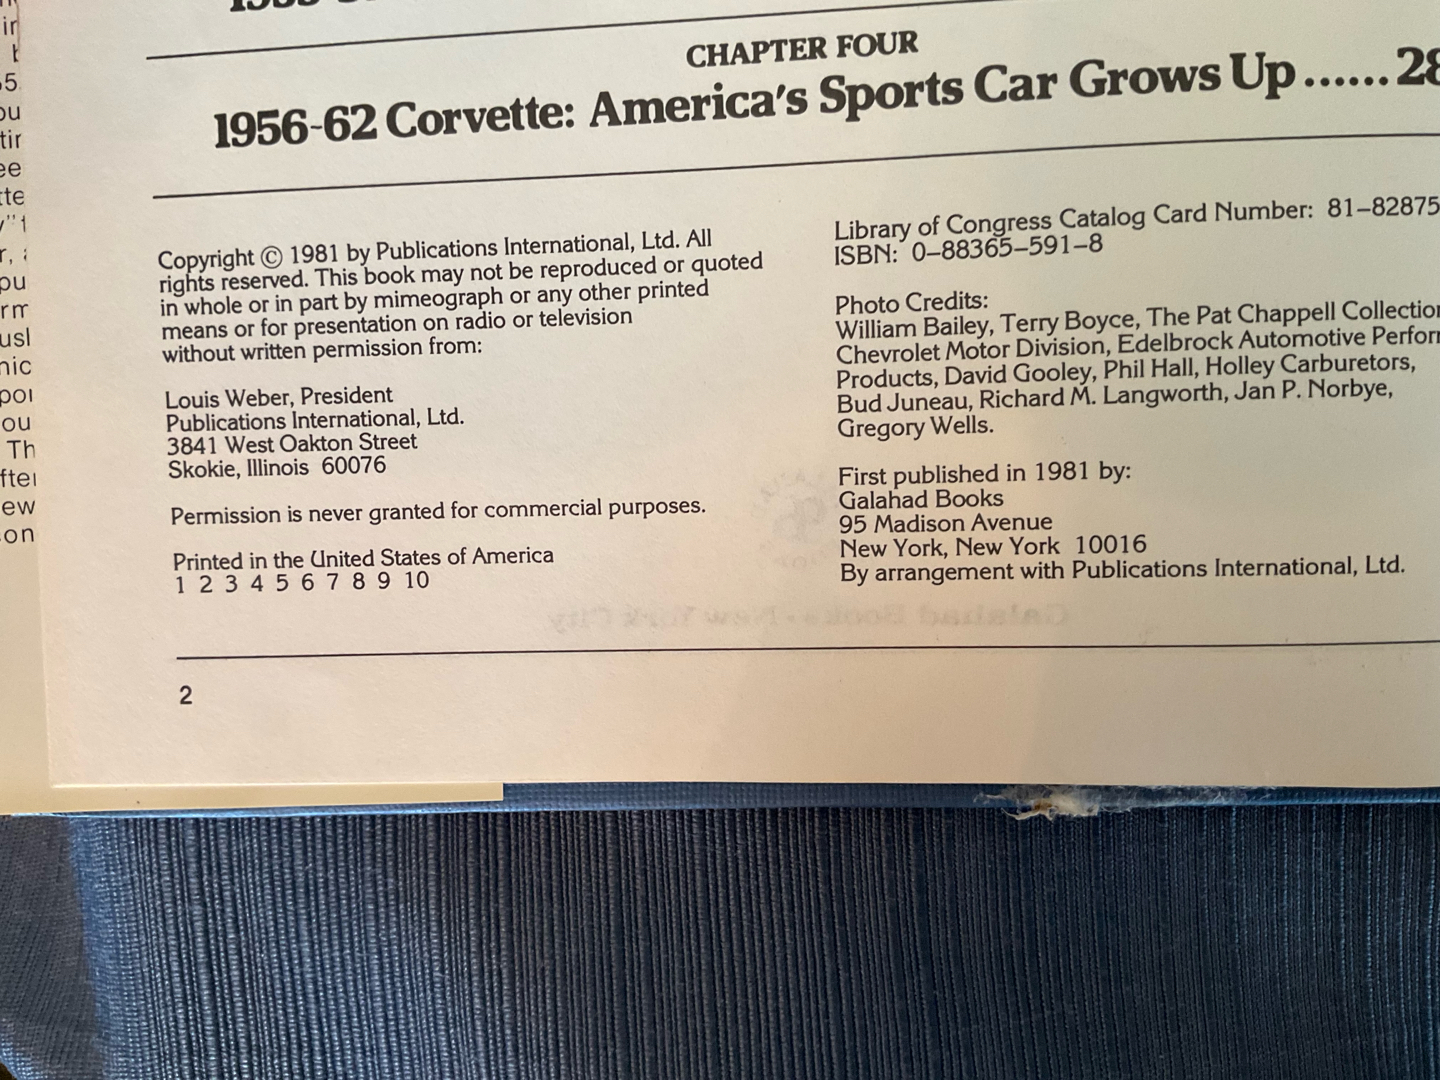 CHAPTER FOUR
1956-62 Corvette: America's Sports Car Grows Up......28
Copyright © 1981 by Publications International, Ltd. All
rights reserved. This book may not be reproduced or quoted
in whole or in part by mimeograph or any other printed
means or for presentation on radio or television
without written permission from:
Louis Weber, President
Publications International, Ltd.
3841 West Oakton Street
Skokie, Illinois 60076
Permission is never granted for commercial purposes.
Printed in the United States of America
1 2 3 4 5 6 7 8 9 10
2
Library of Congress Catalog Card Number: 81-82875
ISBN: 0-88365-591-8
Photo Credits:
William Bailey, Terry Boyce, The Pat Chappell Collection
Chevrolet Motor Division, Edelbrock Automotive Perfor
Products, David Gooley, Phil Hall, Holley Carburetors,
Bud Juneau, Richard M. Langworth, Jan P. Norbye,
Gregory Wells.
First published in 1981 by:
Galahad Books
95 Madison Avenue
New York, New York 10016
By arrangement with Publications International, Ltd.